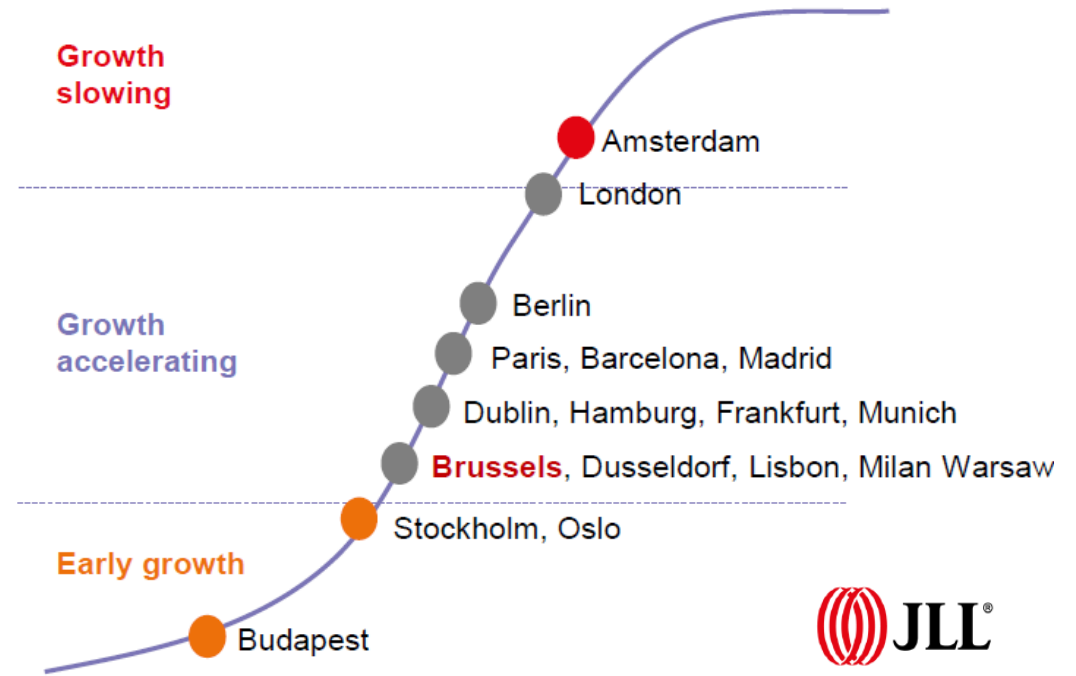 Growth
slowing
Amsterdam
London
Berlin
Growth
accelerating
Paris, Barcelona, Madrid
Dublin, Hamburg, Frankfurt, Munich
Brussels, Dusseldorf, Lisbon, Milan Warsaw
Stockholm, Oslo
Early growth
Budapest
JLL®